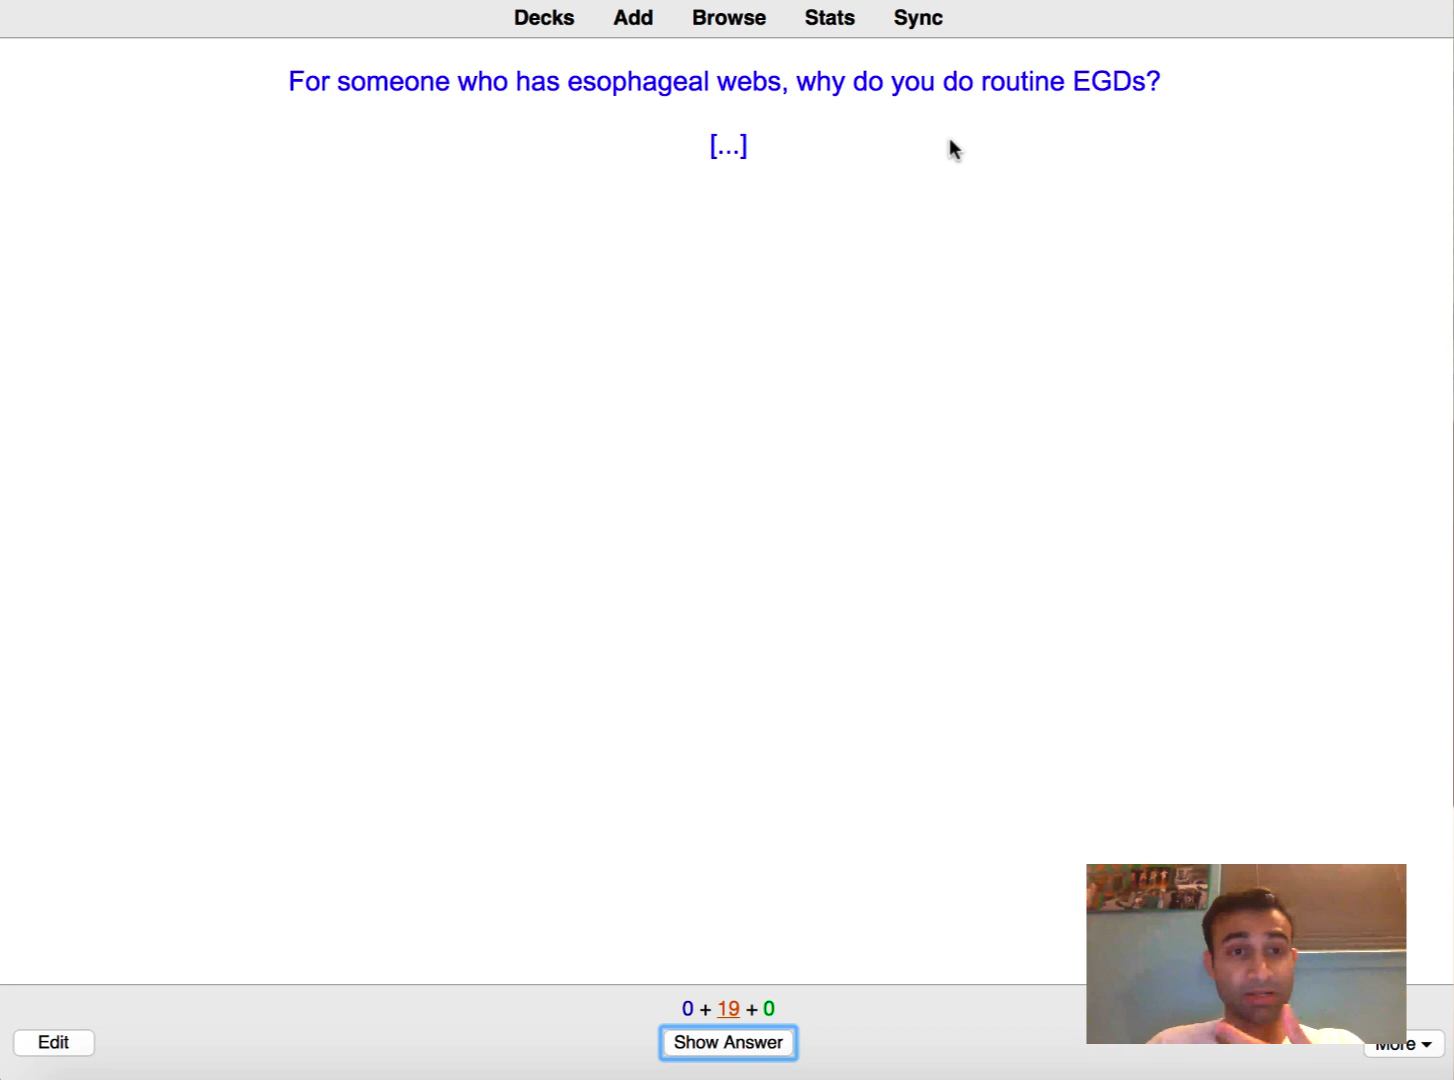 Decks Add Browse Stats Sync
For someone who has esophageal webs, why do you do routine EGDs?
[...]
0 + 19 + 0
Edit
Show Answer
More